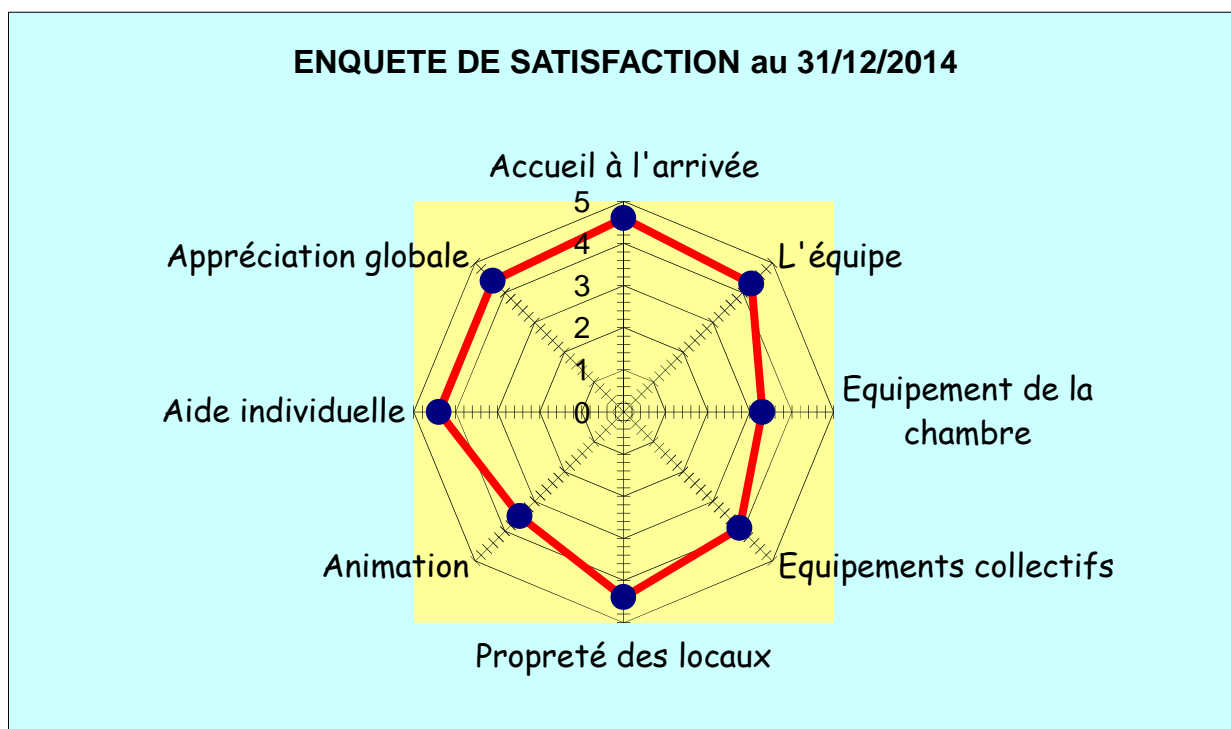 ENQUETE DE SATISFACTION au 31/12/2014
Accueil à l'arrivée
5
Appréciation globale
L'équipe
4
3
2
1
Aide individuelle
0
Equipement de la
chambre
Animation
Equipements collectifs
Propreté des locaux